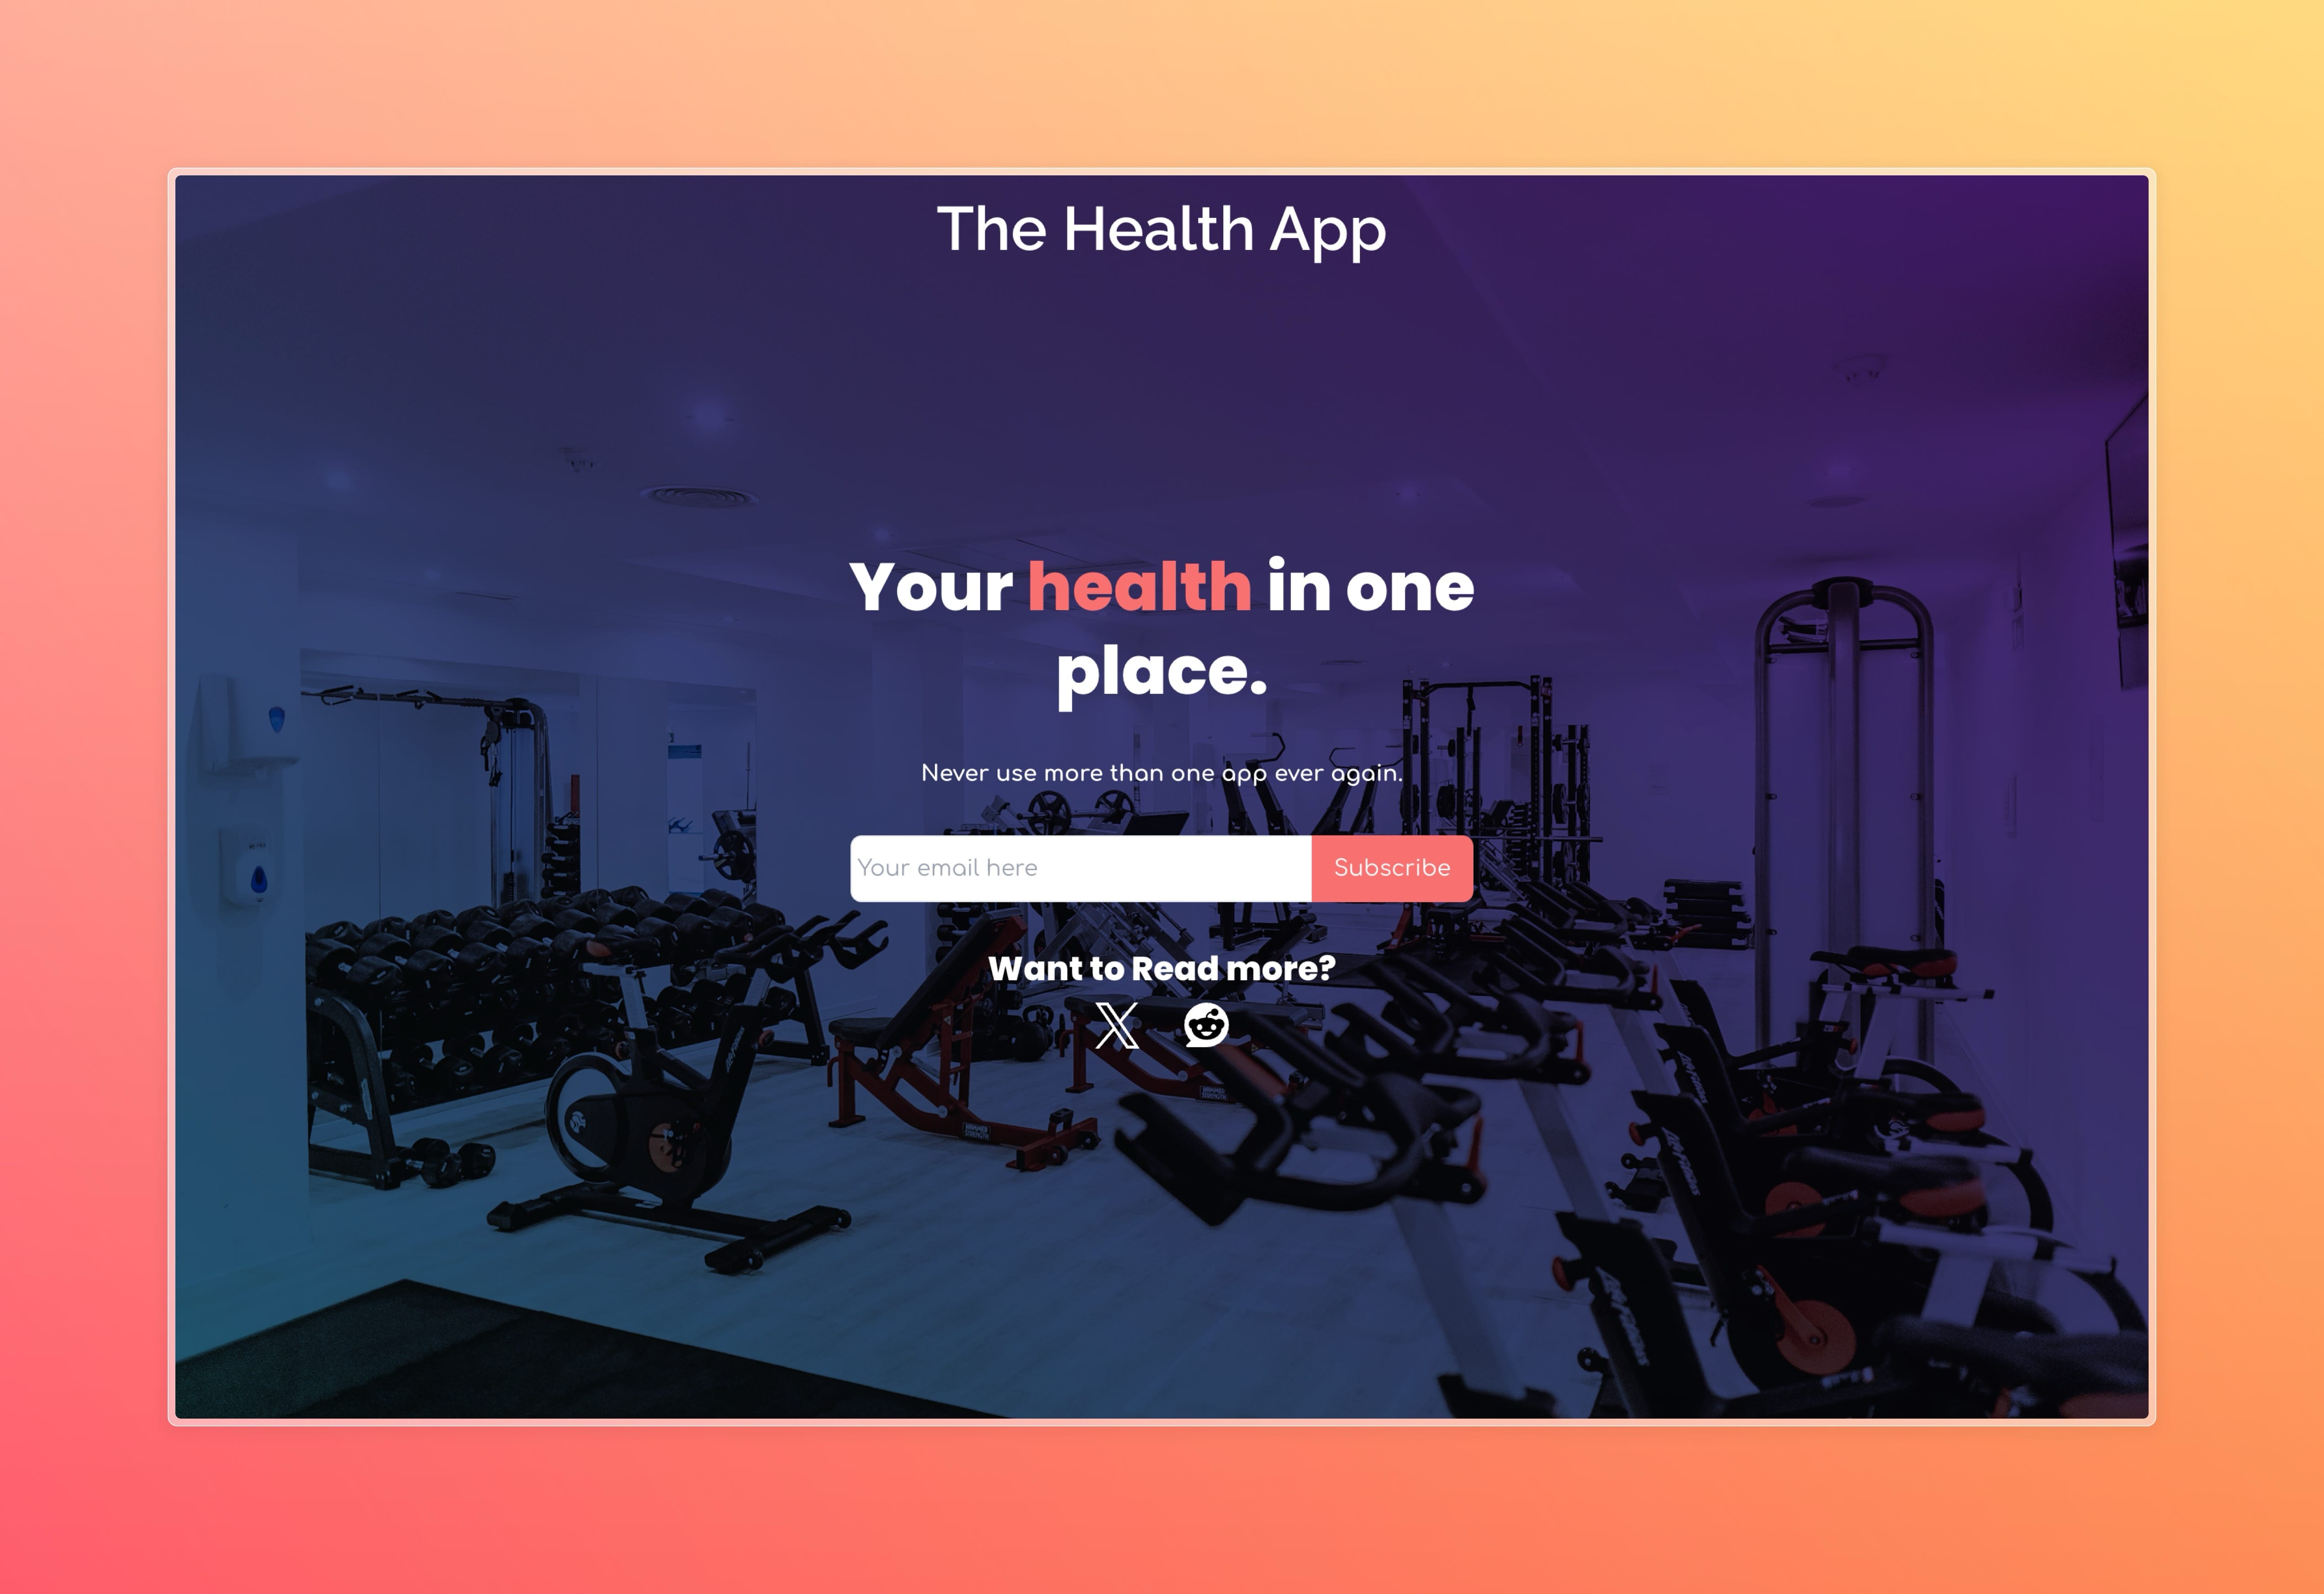 The Health App
Your health in one
place.
Never use more than one app ever again.
Your email here
Subscribe
Want to Read more?